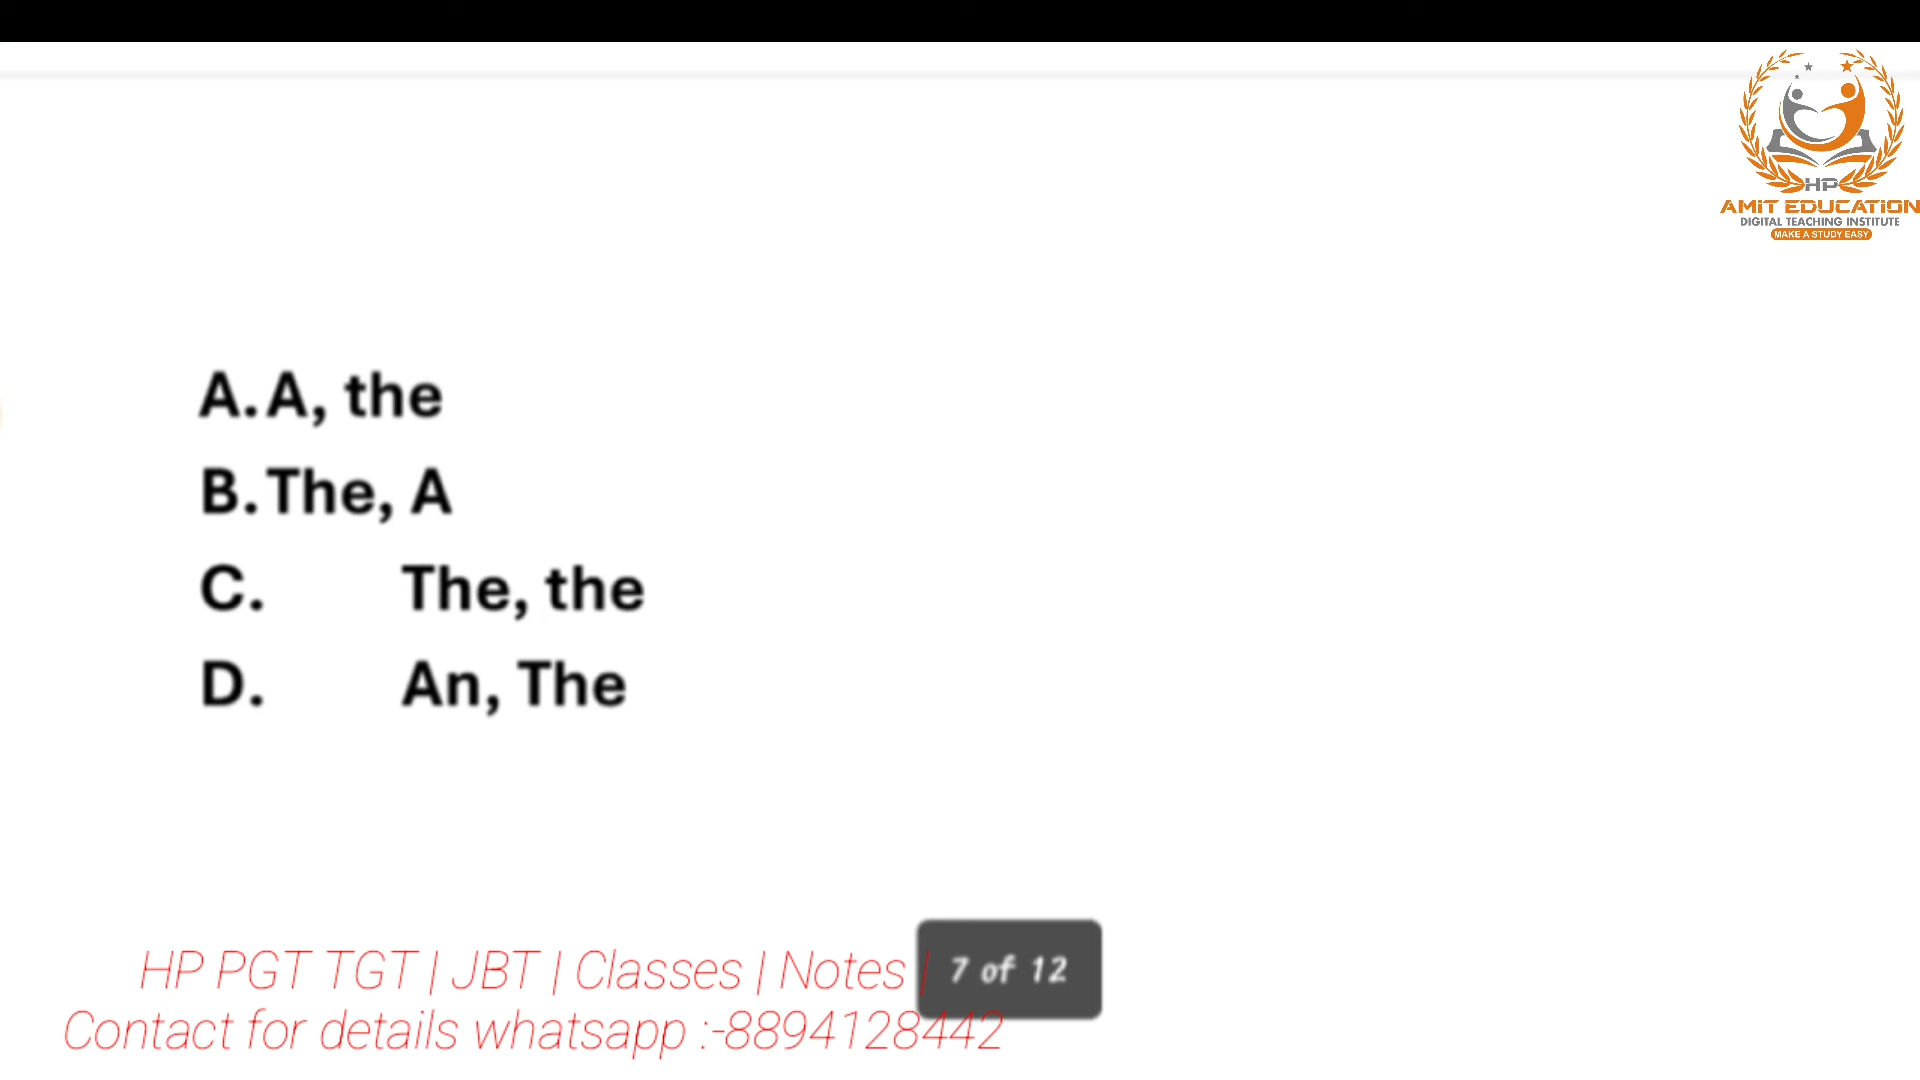 HP
AMIT EDUCATION
DIGITAL TEACHING INSTITUTE
MAKE A STUDY EASY
A. A, the
B. The, A
C. The, the
D. An, The
HP PGT TGT | JBT | Classes | Notes |
7 of 12
Contact for details whatsapp :-8894128442